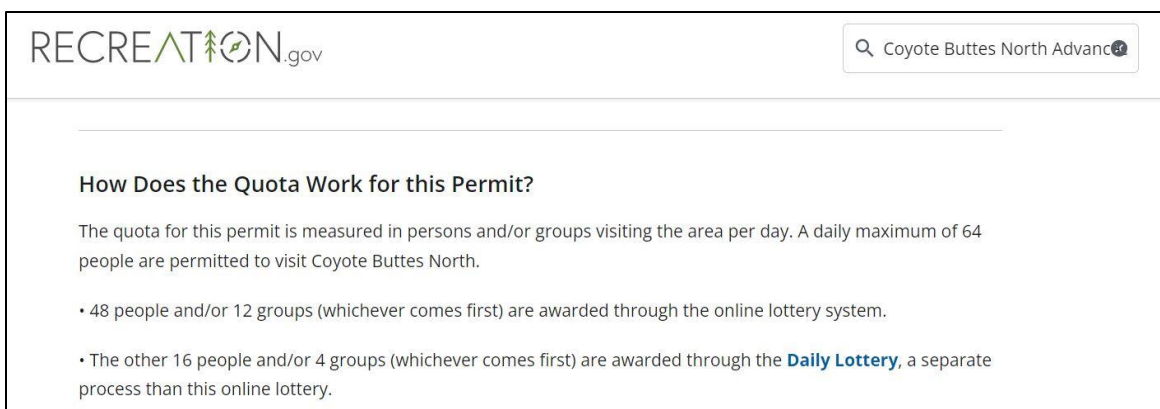 RECREATION.gov
Coyote Buttes North Advanc
How Does the Quota Work for this Permit?
The quota for this permit is measured in persons and/or groups visiting the area per day. A daily maximum of 64
people are permitted to visit Coyote Buttes North.
• 48 people and/or 12 groups (whichever comes first) are awarded through the online lottery system.
• The other 16 people and/or 4 groups (whichever comes first) are awarded through the Daily Lottery, a separate
process than this online lottery.